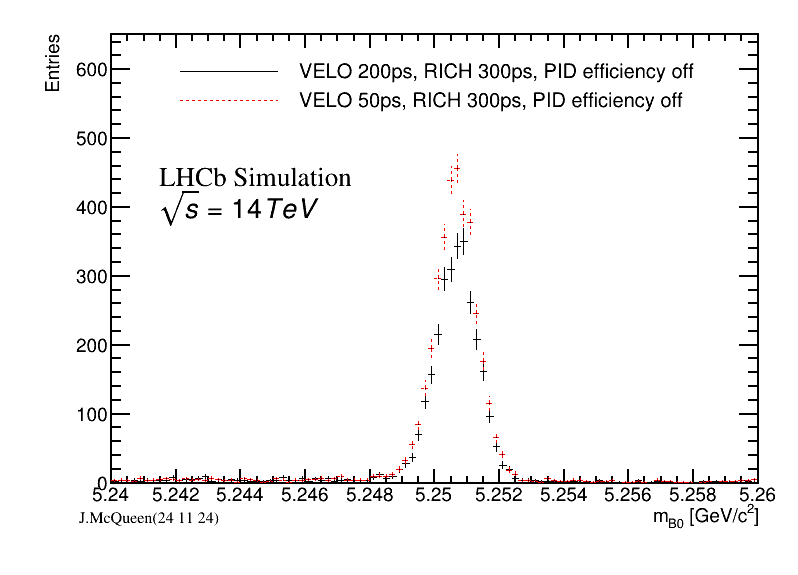 Entries
600
500
400
300
200
100
0
VELO 200ps, RICH 300ps, PID efficiency off
VELO 50ps, RICH 300ps, PID efficiency off
LHCb Simulation
√s = 14TeV
5.24 5.242 5.244 5.246 5.248 5.25 5.252 5.254 5.256 5.258 5.26
m_B0 [GeV/c²]
J.McQueen(24 11 24)